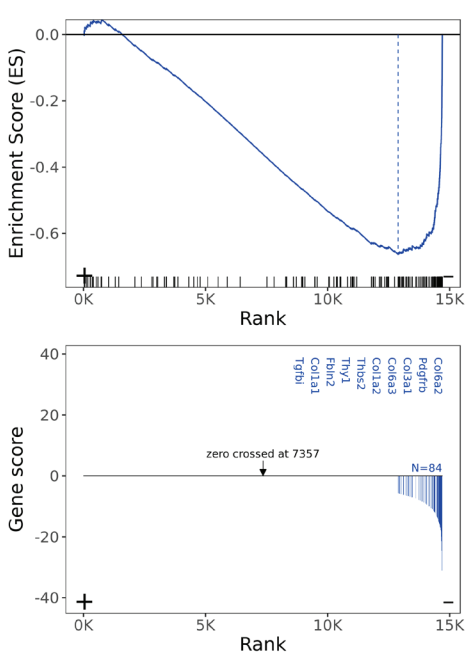 Enrichment Score (ES)
0.0
-0.2
-0.4
-0.6
+
−
0K
5K
10K
15K
Rank
Gene score
40
20
0
-20
-40
Tgfbi
Col1a1
Fbln2
Thy1
Thbs2
Col1a2
Col6a3
Col3a1
Pdgfrb
Col6a2
zero crossed at 7357
N=84
+
−
0K
5K
10K
15K
Rank